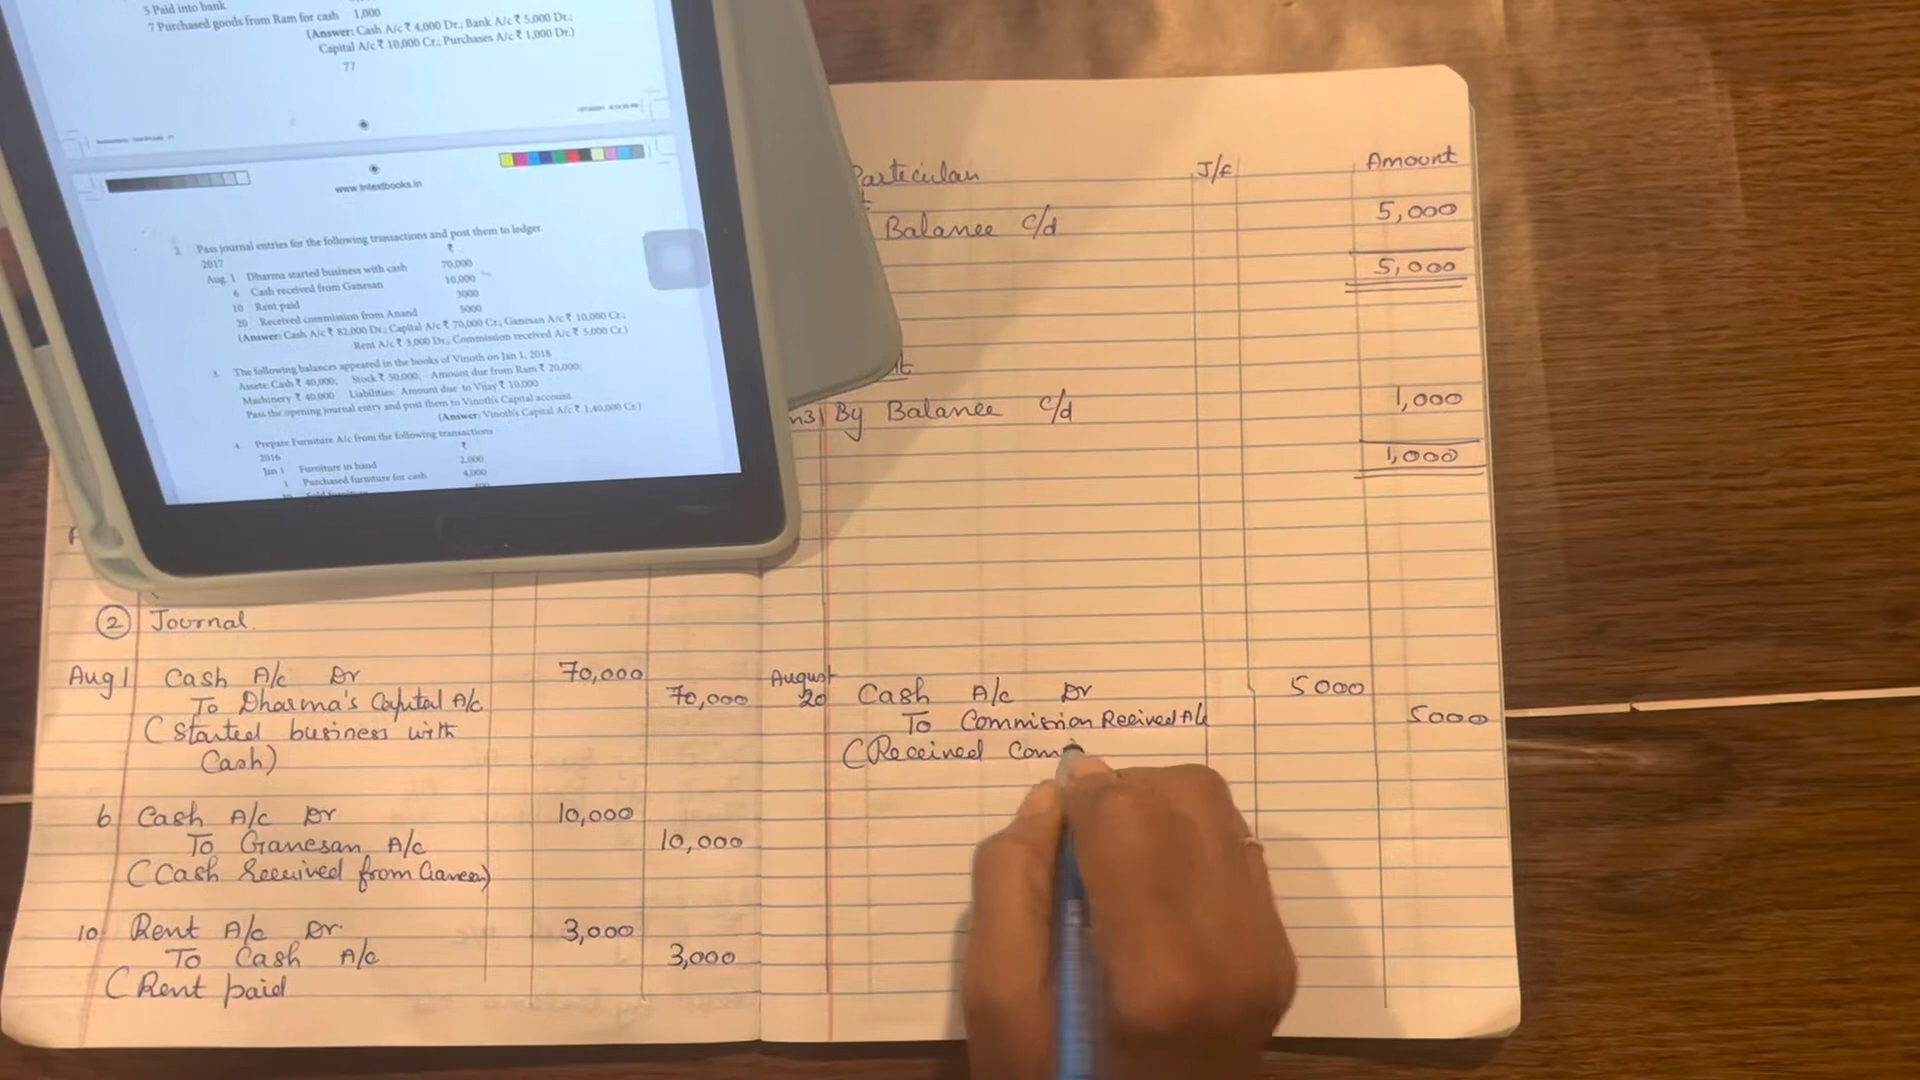 5 Paid into bank
7 Purchased goods from Ram for cash 1,000
(Answer: Cash A/c ₹ 4,000 Dr.; Bank A/c ₹ 5,000 Dr.;
Capital A/c ₹ 10,000 Cr.; Purchases A/c ₹ 1,000 Dr.)
77
www.tntextbooks.in
2. Pass journal entries for the following transactions and post them to ledger.
2017 ₹
Aug. 1 Dharma started business with cash 70,000
6 Cash received from Ganesan 10,000
10 Rent paid 3000
20 Received commission from Anand 5000
(Answer: Cash A/c ₹ 82,000 Dr.; Capital A/c ₹ 70,000 Cr.; Ganesan A/c ₹ 10,000 Cr.;
Rent A/c ₹ 3,000 Dr.; Commission received A/c ₹ 5,000 Cr.)
3. The following balances appeared in the books of Vinoth on Jan 1, 2018
Assets: Cash ₹ 40,000; Stock ₹ 50,000; Amount due from Ram ₹ 20,000;
Machinery ₹ 40,000 Liabilities: Amount due to Vijay ₹ 10,000
Pass the opening journal entry and post them to Vinoth's Capital account.
(Answer: Vinoth's Capital A/c ₹ 1,40,000 Cr.)
4 Prepare Furniture A/c from the following transactions
2016 ₹
Jan 1 Furniture in hand 2,000
1 Purchased furniture for cash 4,000
Particulars J/F Amount
Balance c/d 5,000
5,000
By Balance c/d 1,000
1,000
2 Journal
Aug 1 Cash A/c Dr 70,000
To Dharma's Capital A/c 70,000
(Started business with
Cash)
6 Cash A/c Dr 10,000
To Ganesan A/c 10,000
(Cash Received from Ganesan)
10 Rent A/c Dr. 3,000
To Cash A/c 3,000
(Rent paid
August
20 Cash A/c Dr 5000
To Commission Received A/c 5000
(Received Com